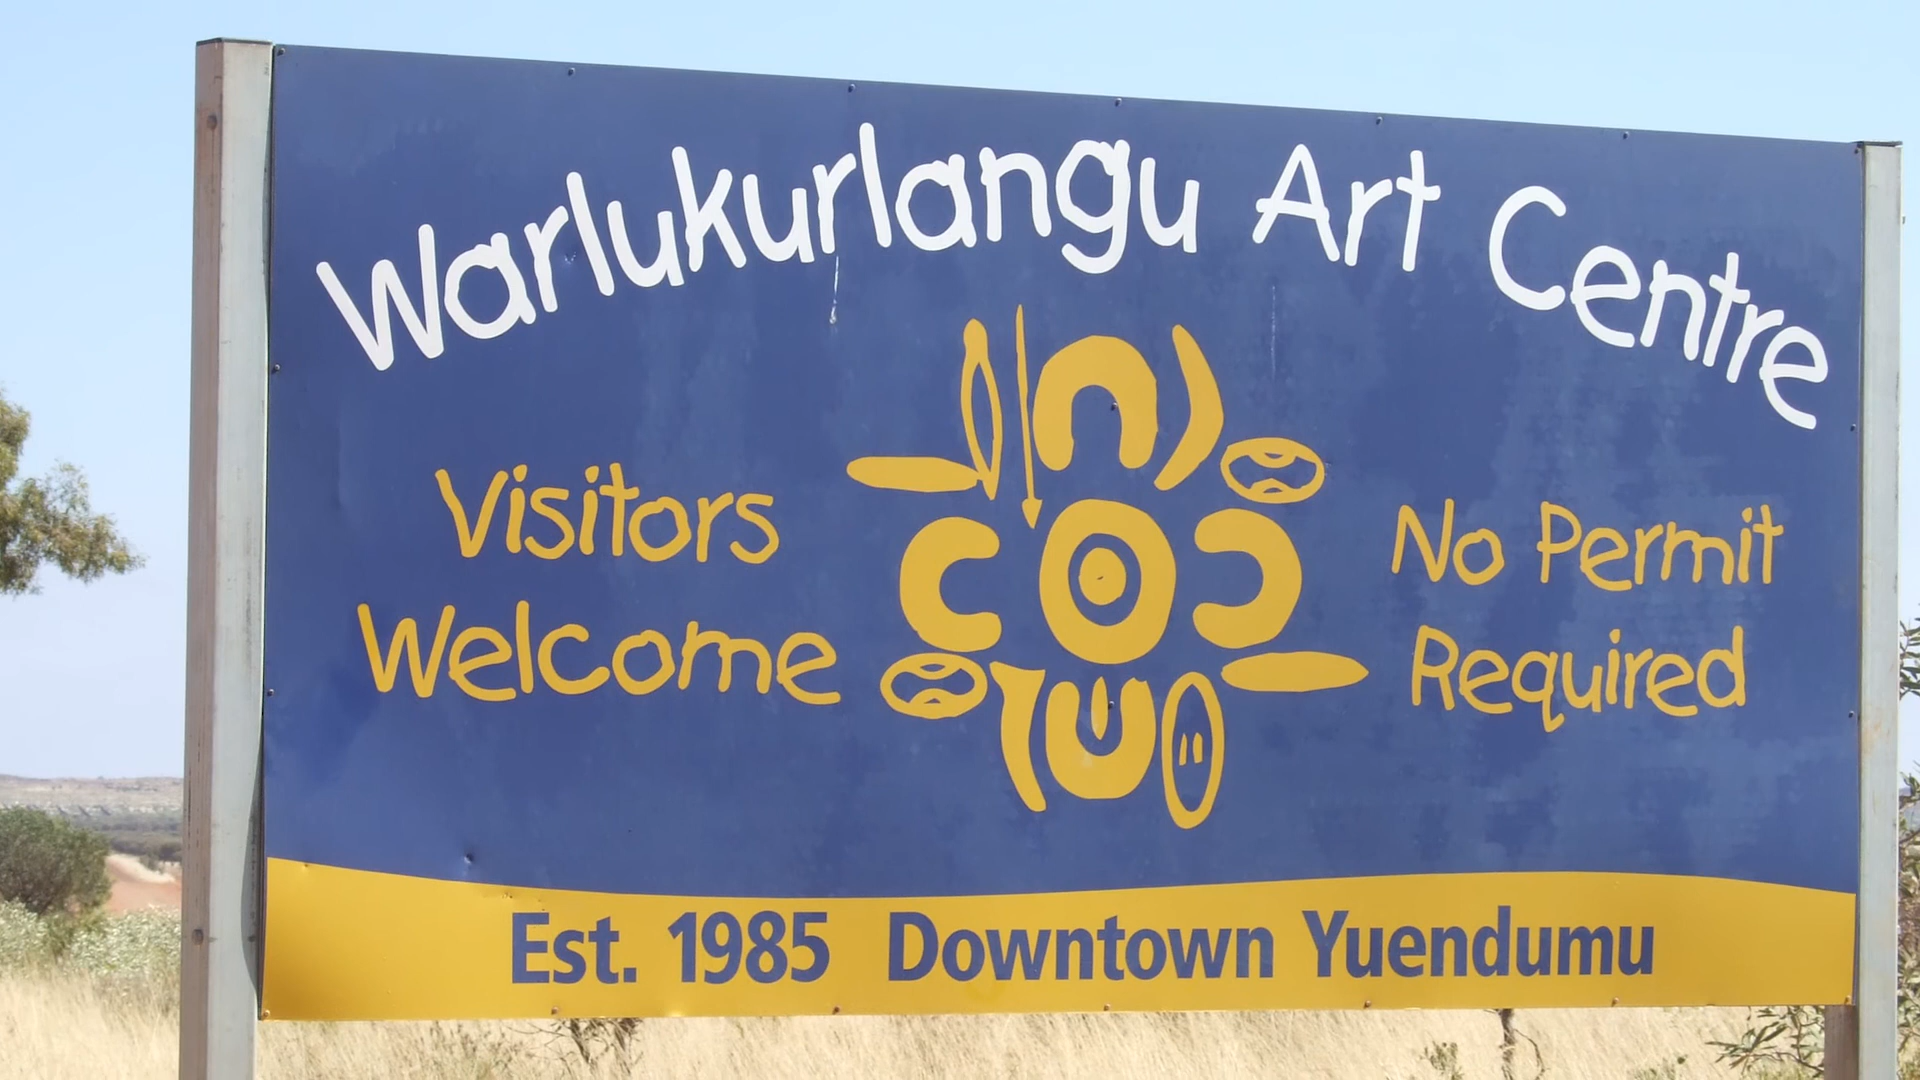 Warlukurlangu Art Centre
Visitors
Welcome
No Permit
Required
Est. 1985 Downtown Yuendumu